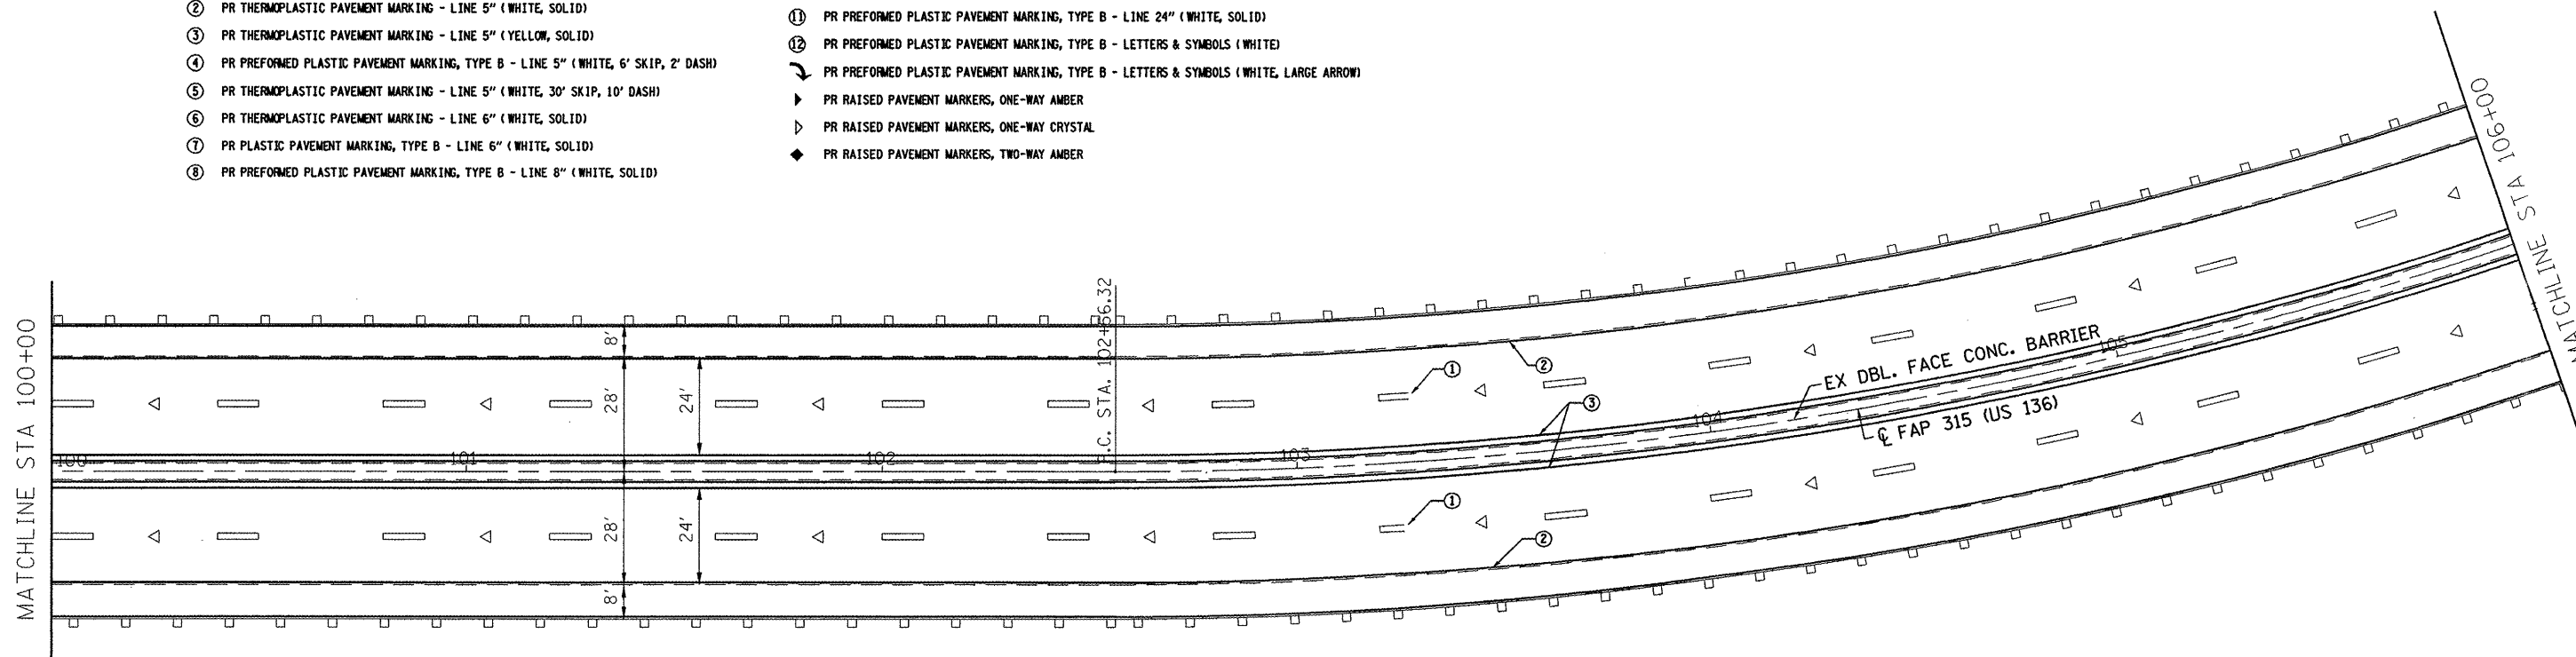 ② PR THERMOPLASTIC PAVEMENT MARKING - LINE 5" (WHITE, SOLID)
③ PR THERMOPLASTIC PAVEMENT MARKING - LINE 5" (YELLOW, SOLID)
④ PR PREFORMED PLASTIC PAVEMENT MARKING, TYPE B - LINE 5" (WHITE, 6' SKIP, 2' DASH)
⑤ PR THERMOPLASTIC PAVEMENT MARKING - LINE 5" (WHITE, 30' SKIP, 10' DASH)
⑥ PR THERMOPLASTIC PAVEMENT MARKING - LINE 6" (WHITE, SOLID)
⑦ PR PLASTIC PAVEMENT MARKING, TYPE B - LINE 6" (WHITE, SOLID)
⑧ PR PREFORMED PLASTIC PAVEMENT MARKING, TYPE B - LINE 8" (WHITE, SOLID)
⑪ PR PREFORMED PLASTIC PAVEMENT MARKING, TYPE B - LINE 24" (WHITE, SOLID)
⑫ PR PREFORMED PLASTIC PAVEMENT MARKING, TYPE B - LETTERS & SYMBOLS (WHITE)
PR PREFORMED PLASTIC PAVEMENT MARKING, TYPE B - LETTERS & SYMBOLS (WHITE, LARGE ARROW)
PR RAISED PAVEMENT MARKERS, ONE-WAY AMBER
PR RAISED PAVEMENT MARKERS, ONE-WAY CRYSTAL
PR RAISED PAVEMENT MARKERS, TWO-WAY AMBER
MATCHLINE STA 100+00
8'
28'
24'
28'
24'
8'
100
101
102
P.C. STA. 102+56.32
103
①
②
③
①
②
104
EX DBL. FACE CONC. BARRIER
℄ FAP 315 (US 136)
105
MATCHLINE STA 106+00